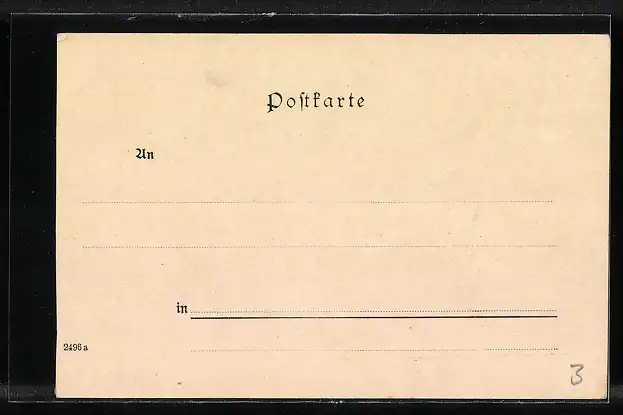 Poſtkarte
An
in
2496 a
3